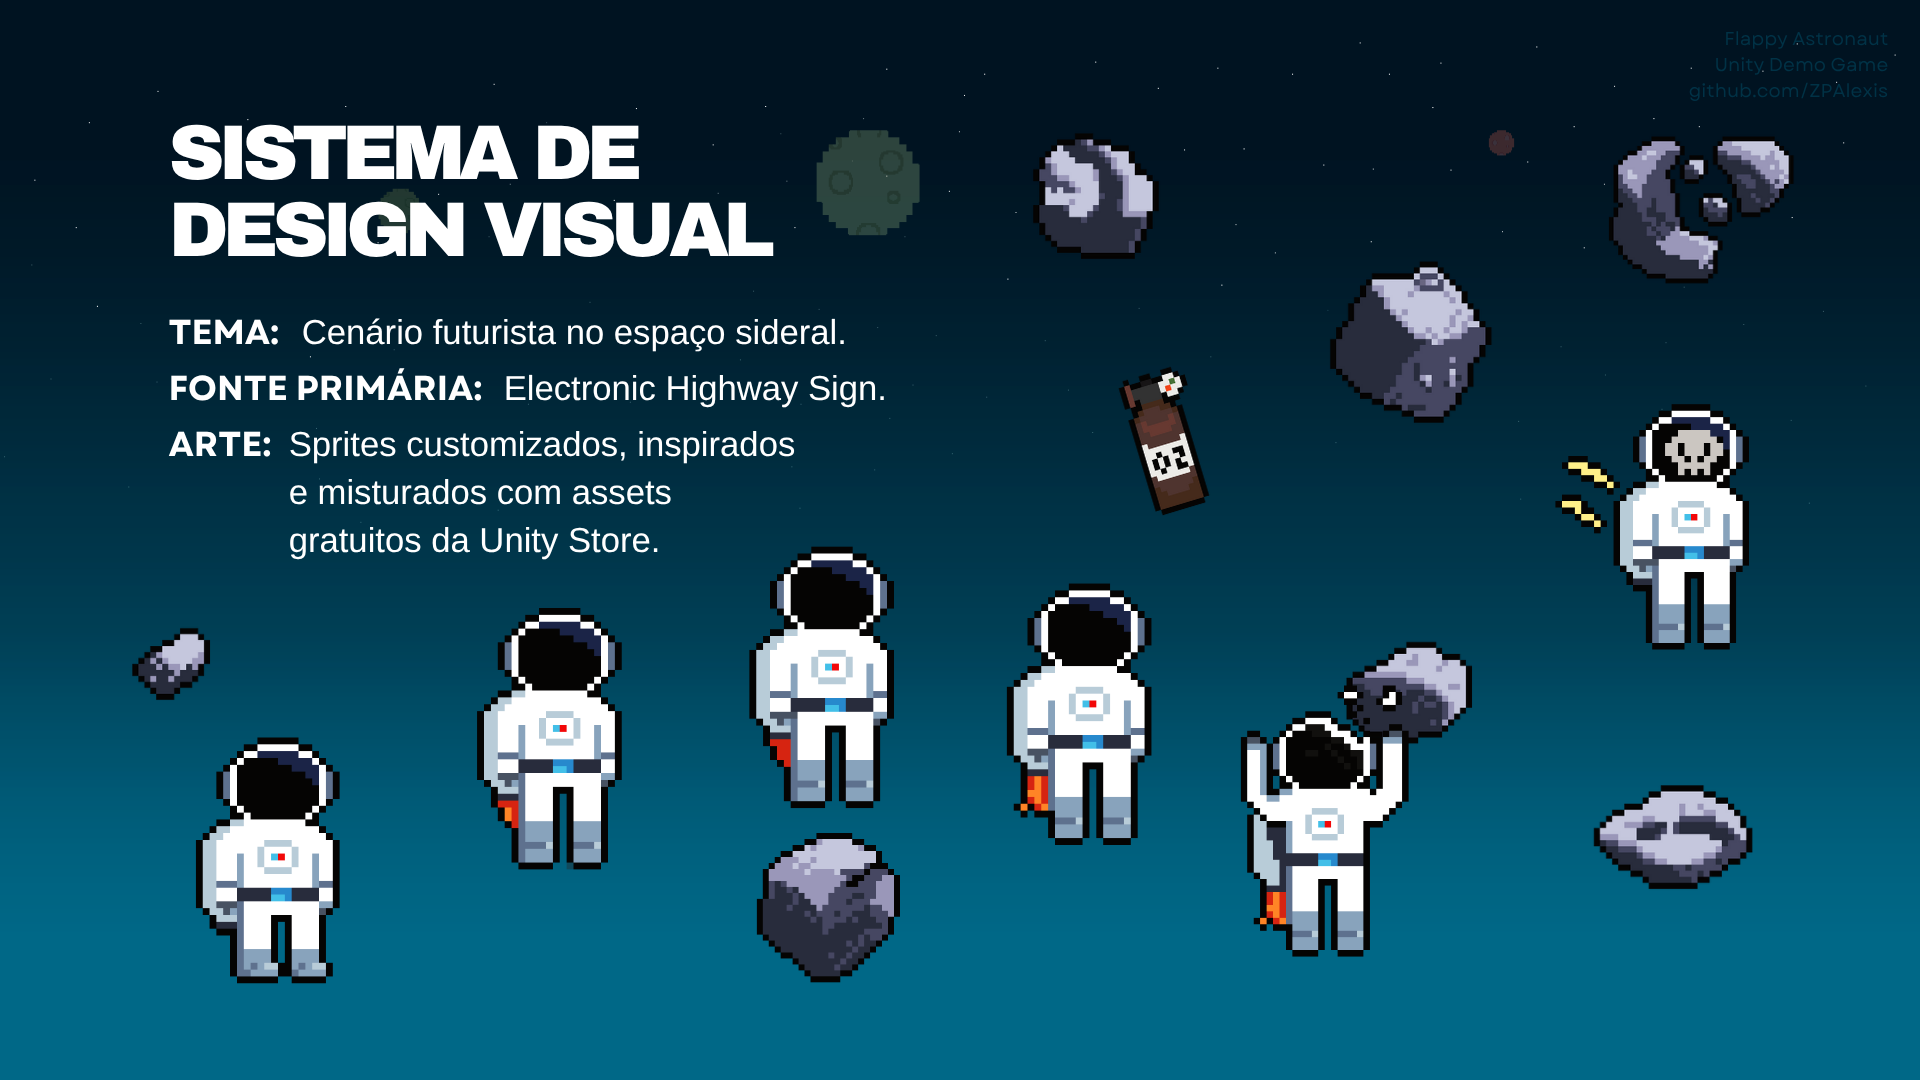 Flappy Astronaut
Unity Demo Game
github.com/ZPAlexis
SISTEMA DE
DESIGN VISUAL
TEMA: Cenário futurista no espaço sideral.
FONTE PRIMÁRIA: Electronic Highway Sign.
ARTE: Sprites customizados, inspirados
e misturados com assets
gratuitos da Unity Store.